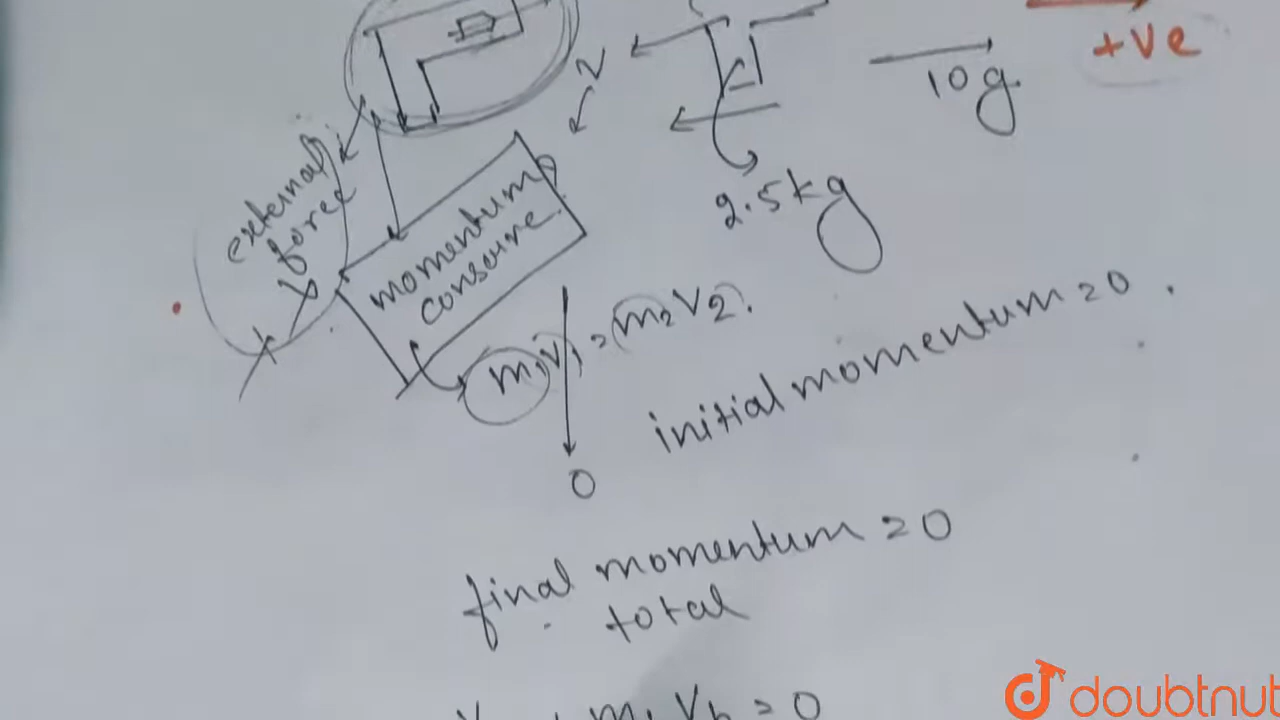 +ve
10g
2.5kg
external
force
momentum
conserve
m1v1 = m2v2.
0
initial momentum = 0.
final momentum = 0
total
= 0
doubtnut